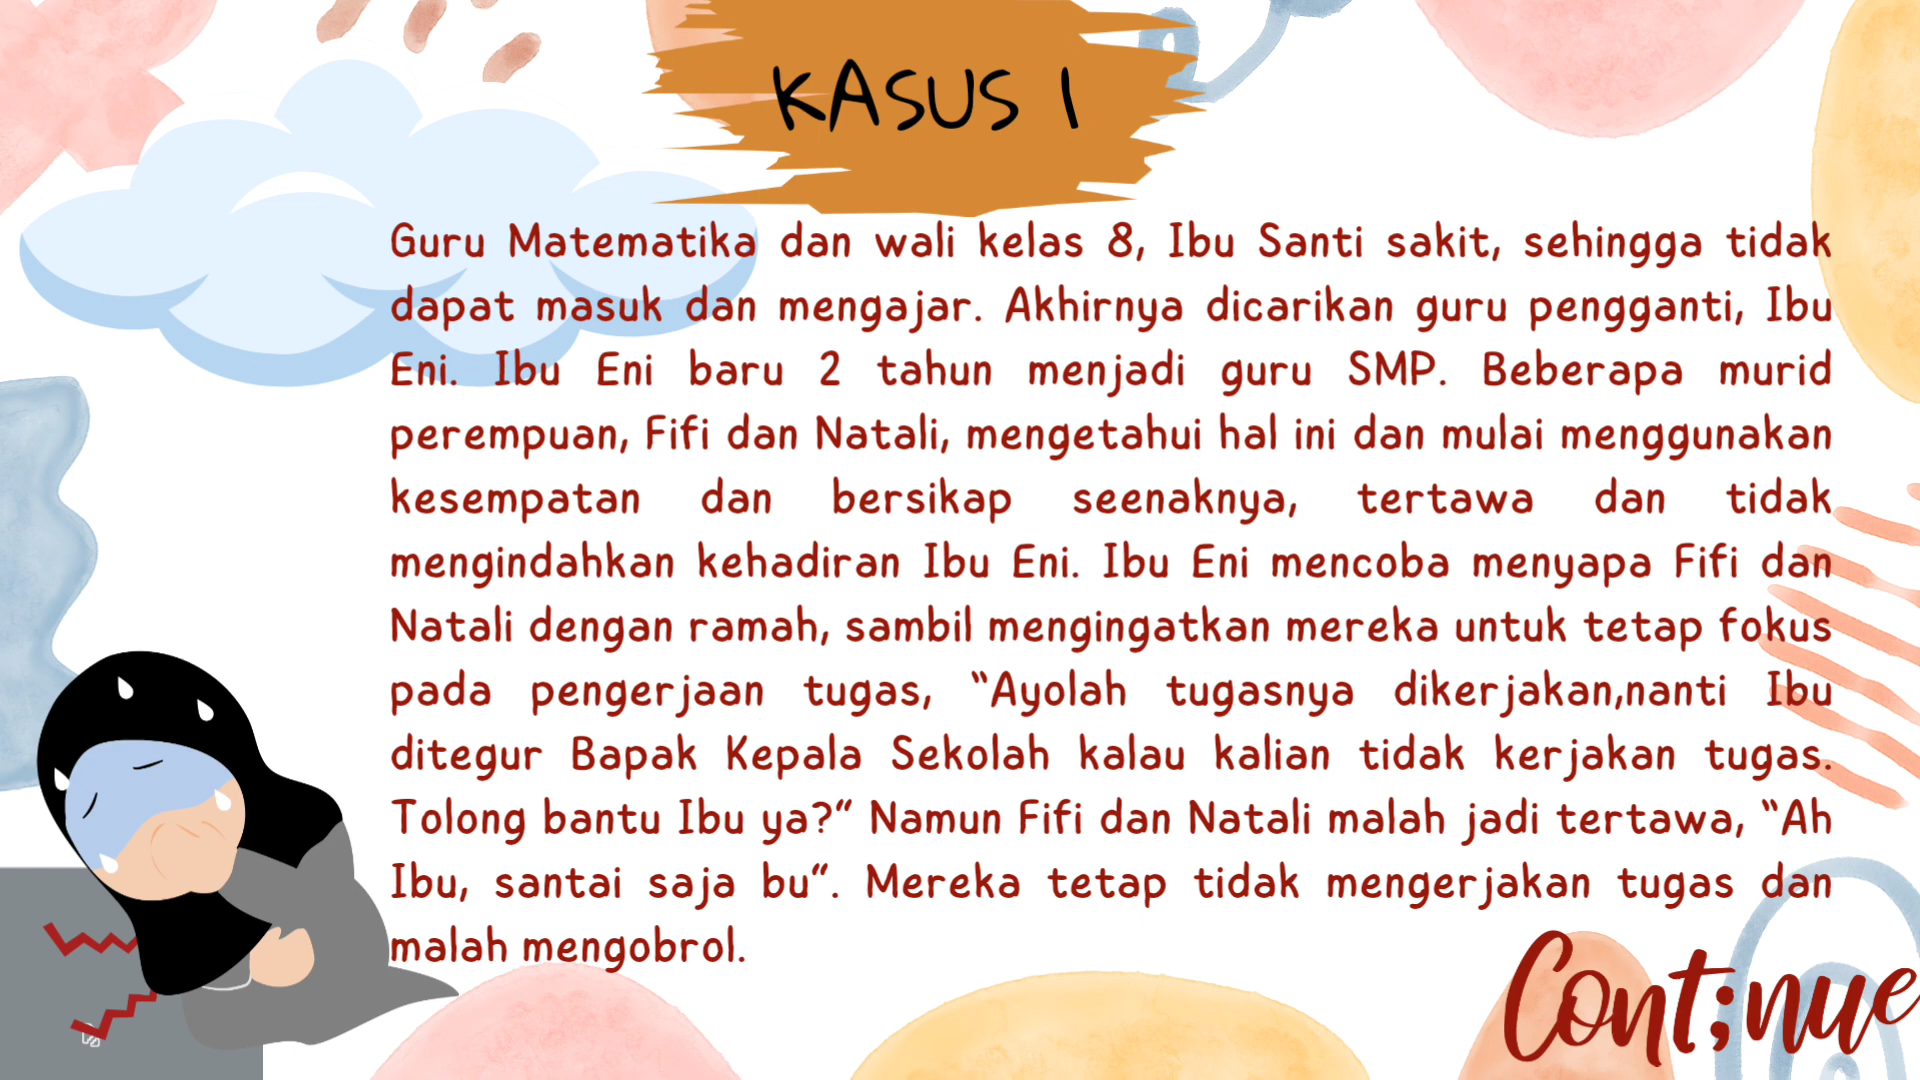 KASUS 1
Guru Matematika dan wali kelas 8, Ibu Santi sakit, sehingga tidak
dapat masuk dan mengajar. Akhirnya dicarikan guru pengganti, Ibu
Eni. Ibu Eni baru 2 tahun menjadi guru SMP. Beberapa murid
perempuan, Fifi dan Natali, mengetahui hal ini dan mulai menggunakan
kesempatan dan bersikap seenaknya, tertawa dan tidak
mengindahkan kehadiran Ibu Eni. Ibu Eni mencoba menyapa Fifi dan
Natali dengan ramah, sambil mengingatkan mereka untuk tetap fokus
pada pengerjaan tugas, “Ayolah tugasnya dikerjakan,nanti Ibu
ditegur Bapak Kepala Sekolah kalau kalian tidak kerjakan tugas.
Tolong bantu Ibu ya?” Namun Fifi dan Natali malah jadi tertawa, “Ah
Ibu, santai saja bu”. Mereka tetap tidak mengerjakan tugas dan
malah mengobrol.
Cont;nue